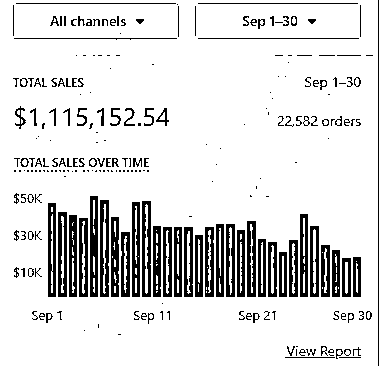 All channels ▼ Sep 1–30 ▼
TOTAL SALES Sep 1–30
$1,115,152.54 22,582 orders
TOTAL SALES OVER TIME
$50K
$30K
$10K
Sep 1 Sep 11 Sep 21 Sep 30
View Report